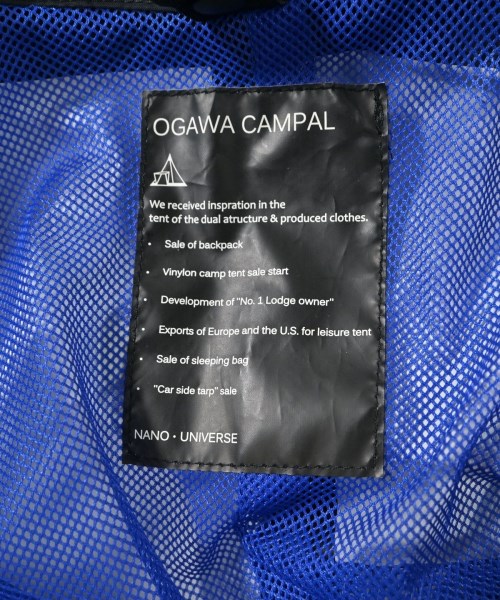 OGAWA CAMPAL
We received inspration in the
tent of the dual atructure & produced clothes.
• Sale of backpack
• Vinylon camp tent sale start
• Development of "No. 1 Lodge owner"
• Exports of Europe and the U.S. for leisure tent
• Sale of sleeping bag
• "Car side tarp" sale
NANO・UNIVERSE